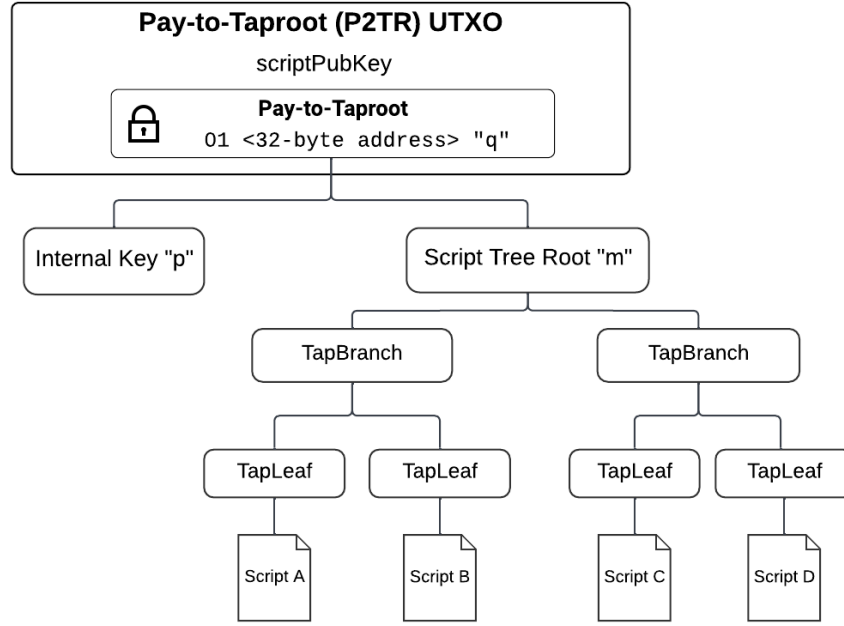 Pay-to-Taproot (P2TR) UTXO
scriptPubKey
Pay-to-Taproot
01 <32-byte address> "q"
Internal Key "p"
Script Tree Root "m"
TapBranch
TapBranch
TapLeaf
TapLeaf
TapLeaf
TapLeaf
Script A
Script B
Script C
Script D